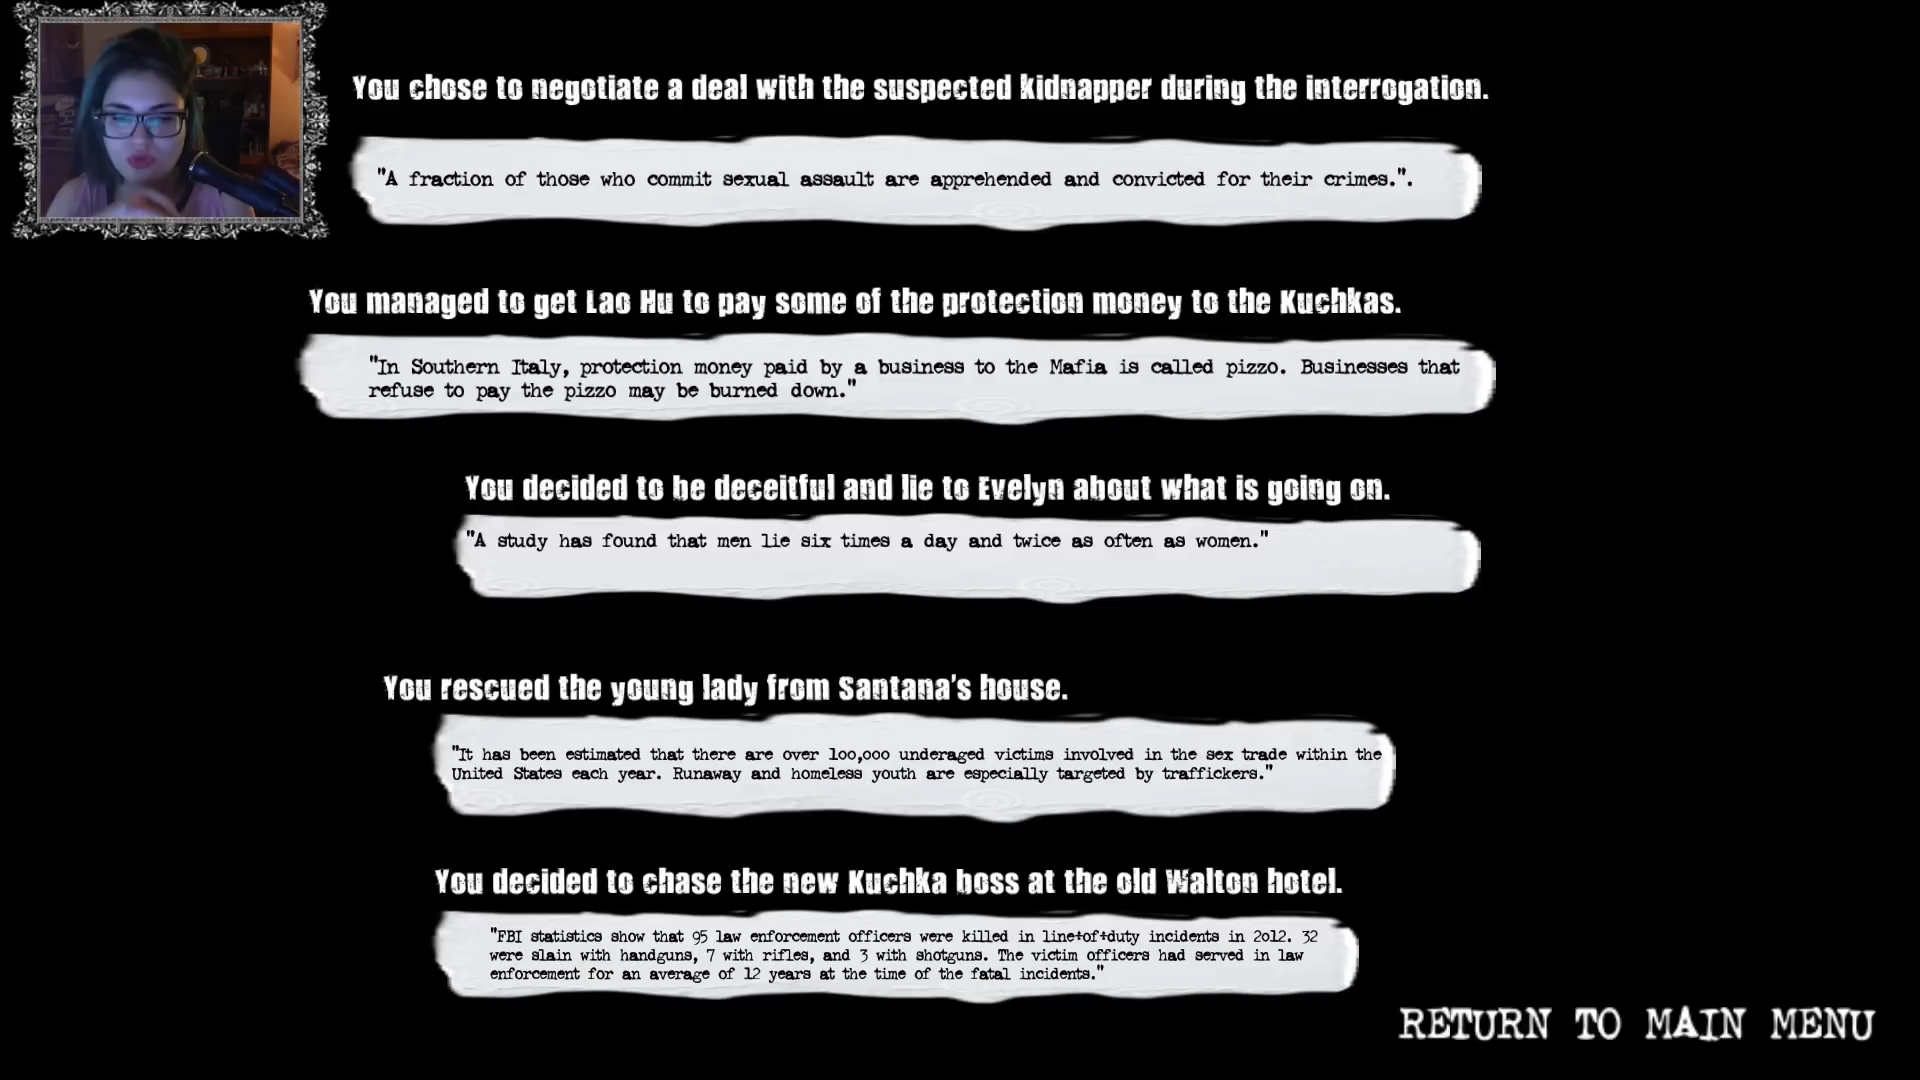 You chose to negotiate a deal with the suspected kidnapper during the interrogation.
"A fraction of those who commit sexual assault are apprehended and convicted for their crimes.".
You managed to get Lao Hu to pay some of the protection money to the Kuchkas.
"In Southern Italy, protection money paid by a business to the Mafia is called pizzo. Businesses that
refuse to pay the pizzo may be burned down."
You decided to be deceitful and lie to Evelyn about what is going on.
"A study has found that men lie six times a day and twice as often as women."
You rescued the young lady from Santana's house.
"It has been estimated that there are over 100,000 underaged victims involved in the sex trade within the
United States each year. Runaway and homeless youth are especially targeted by traffickers."
You decided to chase the new Kuchka boss at the old Walton hotel.
"FBI statistics show that 95 law enforcement officers were killed in line÷of÷duty incidents in 2012. 32
were slain with handguns, 7 with rifles, and 3 with shotguns. The victim officers had served in law
enforcement for an average of 12 years at the time of the fatal incidents."
RETURN TO MAIN MENU